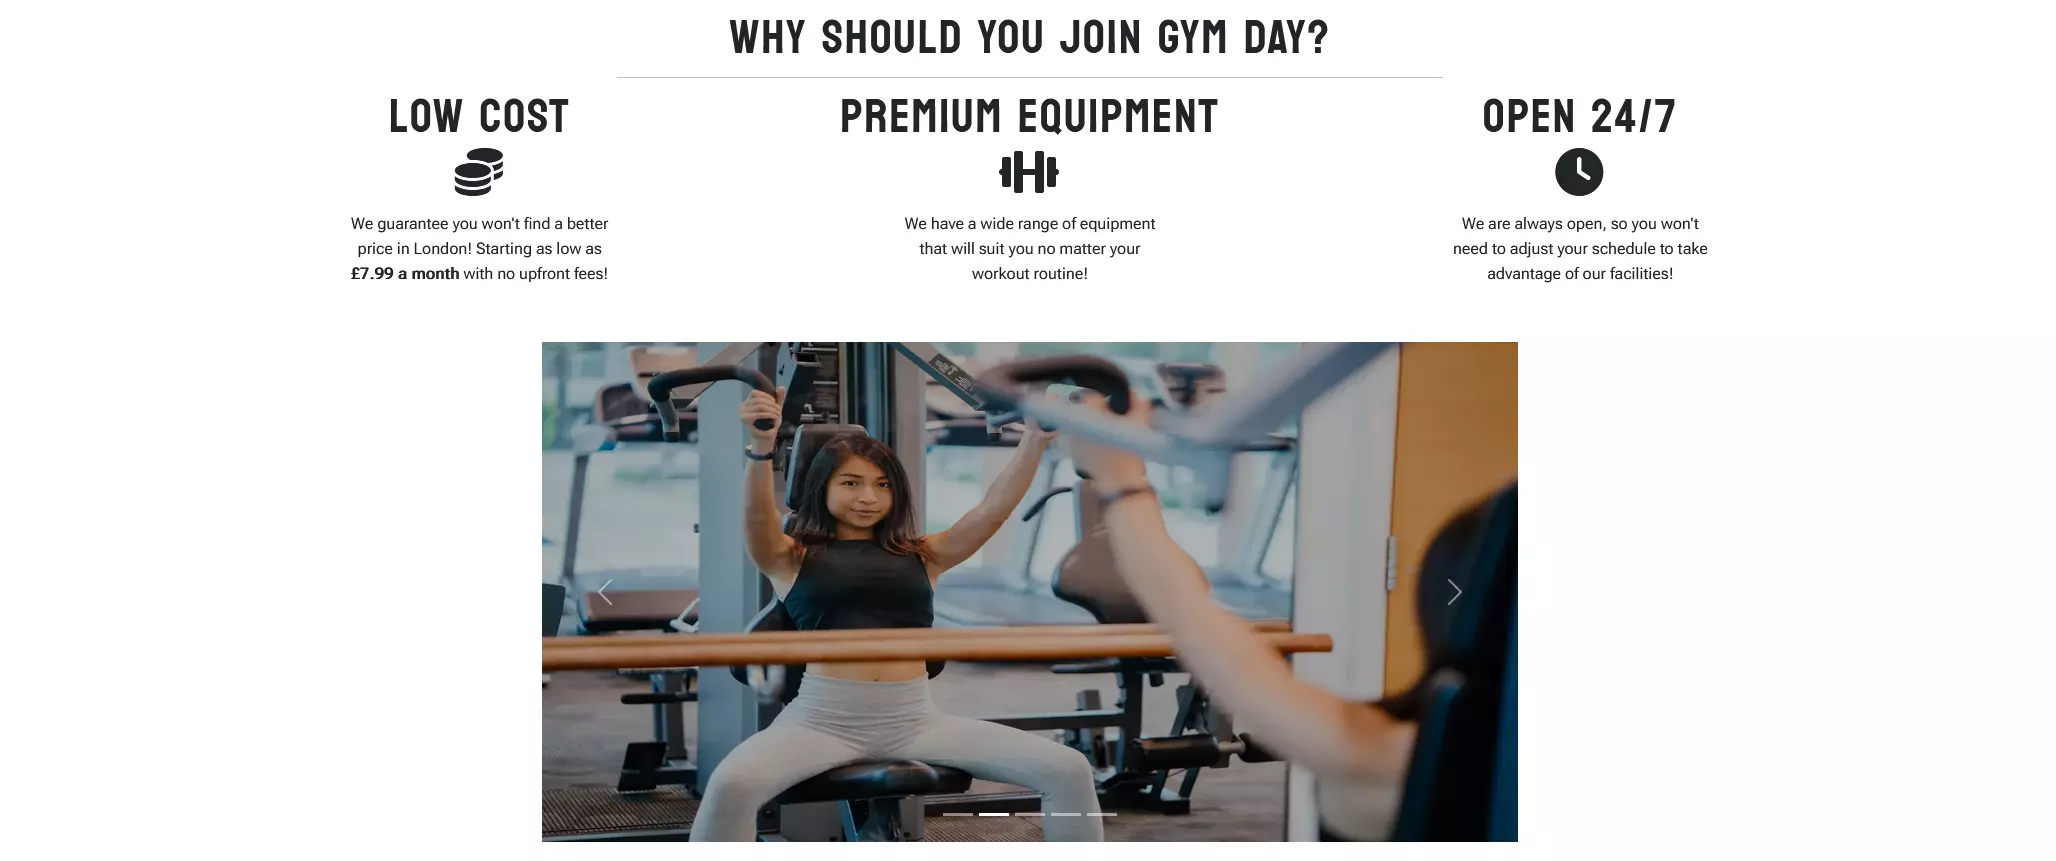 WHY SHOULD YOU JOIN GYM DAY?
LOW COST
We guarantee you won't find a better
price in London! Starting as low as
£7.99 a month with no upfront fees!
PREMIUM EQUIPMENT
We have a wide range of equipment
that will suit you no matter your
workout routine!
OPEN 24/7
We are always open, so you won't
need to adjust your schedule to take
advantage of our facilities!